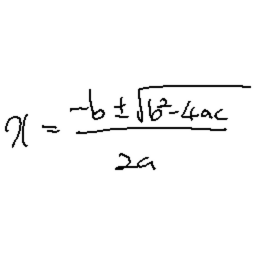 x = (-b ± √(b² - 4ac)) / 2a